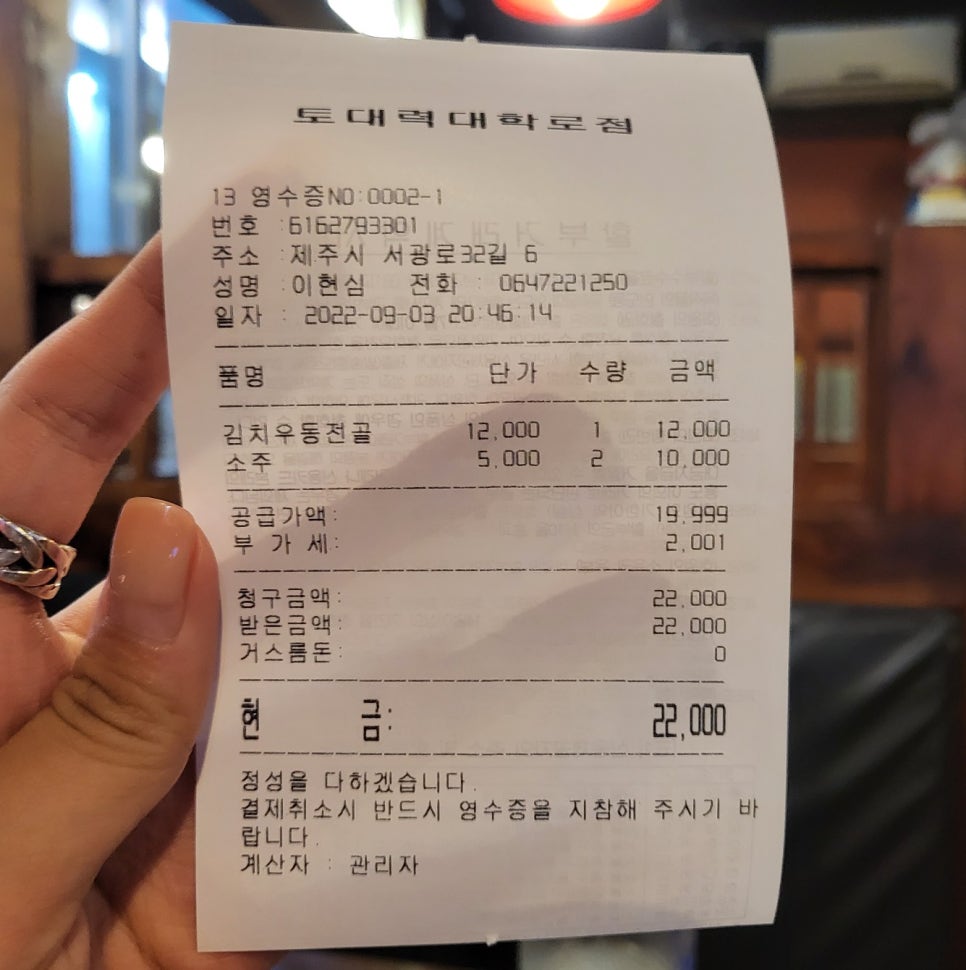 토대력대학로점
13 영수증NO:0002-1
번호 :6162793301
주소 :제주시 서광로32길 6
성명 :이현심 전화 : 0647221250
일자 : 2022-09-03 20:46:14
품명 단가 수량 금액
김치우동전골 12,000 1 12,000
소주 5,000 2 10,000
공급가액: 19,999
부 가 세: 2,001
청구금액: 22,000
받은금액: 22,000
거스름돈: 0
현 금: 22,000
정성을 다하겠습니다.
결제취소시 반드시 영수증을 지참해 주시기 바
랍니다.
계산자 : 관리자